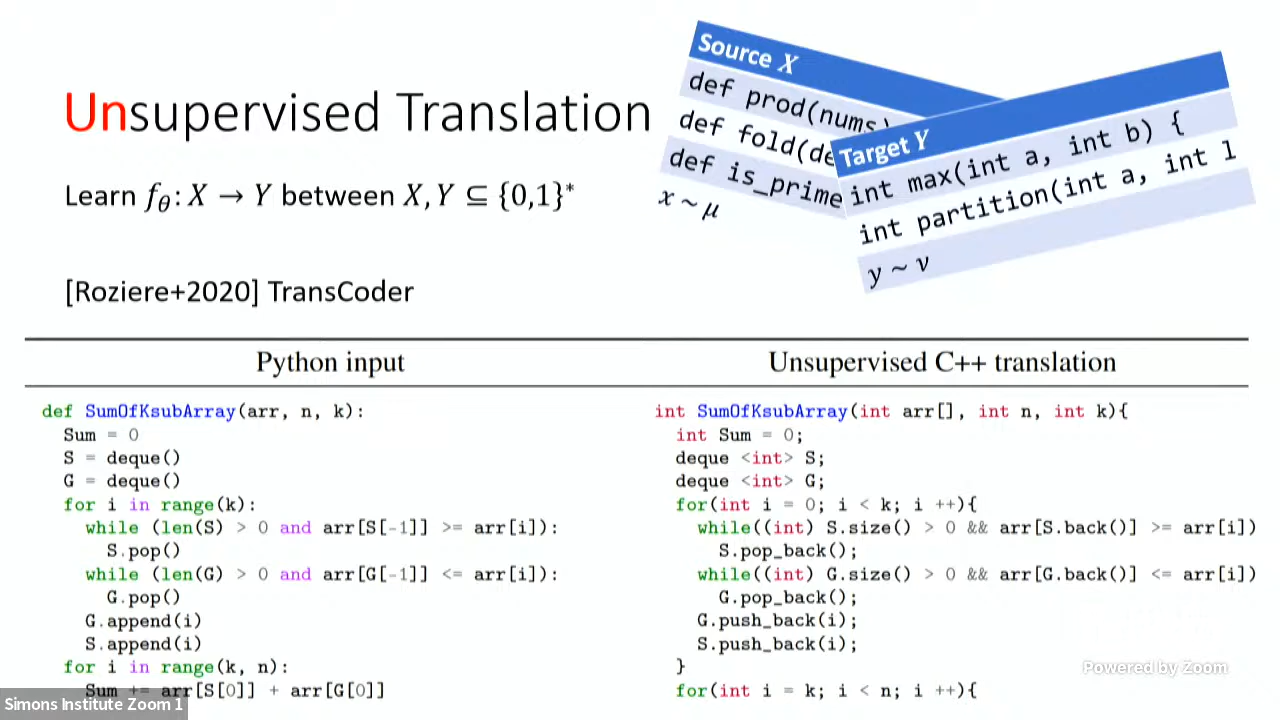 Unsupervised Translation
Learn fθ: X → Y between X, Y ⊆ {0,1}*
[Roziere+2020] TransCoder
Source X
def prod(nums)
def fold(de
def is_prime
x ~ μ
Target Y
int max(int a, int b) {
int partition(int a, int l
y ~ ν
Python input
def SumOfKsubArray(arr, n, k):
Sum = 0
S = deque()
G = deque()
for i in range(k):
while (len(S) > 0 and arr[S[-1]] >= arr[i]):
S.pop()
while (len(G) > 0 and arr[G[-1]] <= arr[i]):
G.pop()
G.append(i)
S.append(i)
for i in range(k, n):
Sum += arr[S[0]] + arr[G[0]]
Unsupervised C++ translation
int SumOfKsubArray(int arr[], int n, int k){
int Sum = 0;
deque <int> S;
deque <int> G;
for(int i = 0; i < k; i ++){
while((int) S.size() > 0 && arr[S.back()] >= arr[i])
S.pop_back();
while((int) G.size() > 0 && arr[G.back()] <= arr[i])
G.pop_back();
G.push_back(i);
S.push_back(i);
}
for(int i = k; i < n; i ++){
Powered by Zoom
Simons Institute Zoom 1